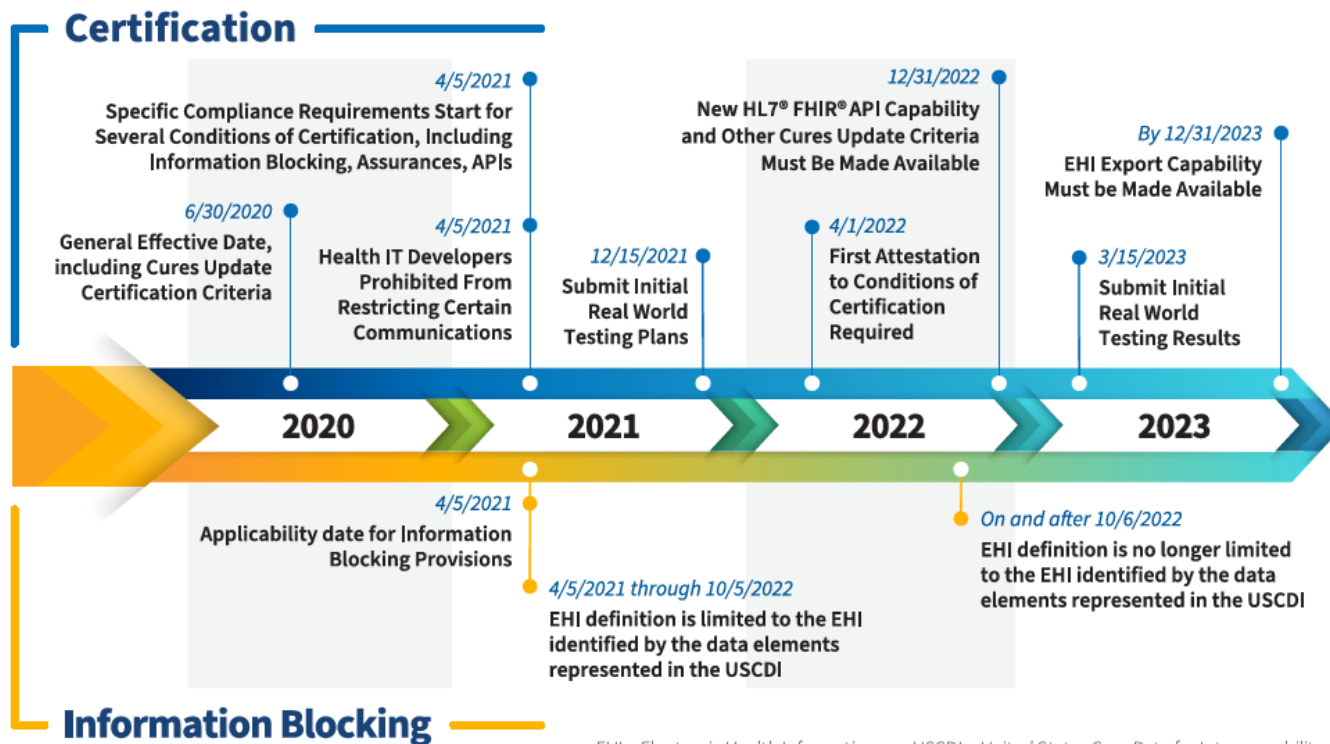 Certification
4/5/2021
Specific Compliance Requirements Start for
Several Conditions of Certification, Including
Information Blocking, Assurances, APIs
6/30/2020
General Effective Date,
including Cures Update
Certification Criteria
4/5/2021
Health IT Developers
Prohibited From
Restricting Certain
Communications
12/15/2021
Submit Initial
Real World
Testing Plans
12/31/2022
New HL7® FHIR® API Capability
and Other Cures Update Criteria
Must Be Made Available
4/1/2022
First Attestation
to Conditions of
Certification
Required
By 12/31/2023
EHI Export Capability
Must be Made Available
3/15/2023
Submit Initial
Real World
Testing Results
2020
2021
2022
2023
4/5/2021
Applicability date for Information
Blocking Provisions
4/5/2021 through 10/5/2022
EHI definition is limited to the EHI
identified by the data elements
represented in the USCDI
On and after 10/6/2022
EHI definition is no longer limited
to the EHI identified by the data
elements represented in the USCDI
Information Blocking